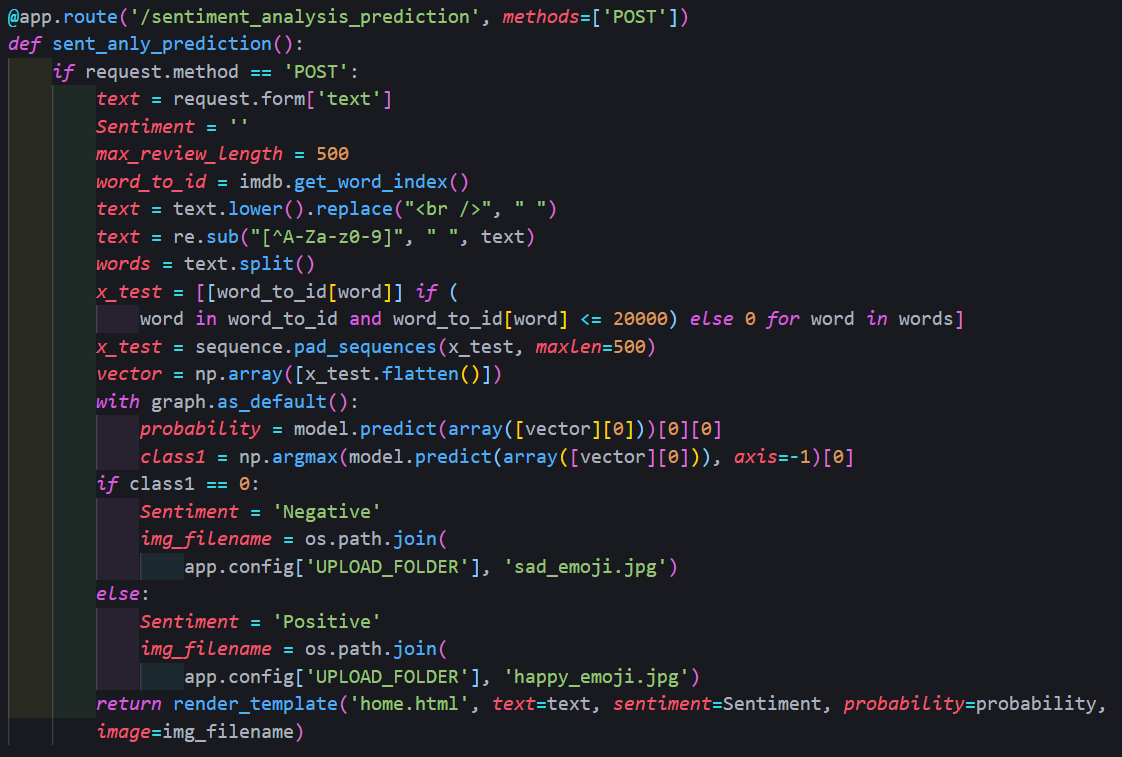 @app.route('/sentiment_analysis_prediction', methods=['POST'])
def sent_anly_prediction():
    if request.method == 'POST':
        text = request.form['text']
        Sentiment = ''
        max_review_length = 500
        word_to_id = imdb.get_word_index()
        text = text.lower().replace("<br />", " ")
        text = re.sub("[^A-Za-z0-9]", " ", text)
        words = text.split()
        x_test = [[word_to_id[word]] if (
            word in word_to_id and word_to_id[word] <= 20000) else 0 for word in words]
        x_test = sequence.pad_sequences(x_test, maxlen=500)
        vector = np.array([x_test.flatten()])
        with graph.as_default():
            probability = model.predict(array([vector][0]))[0][0]
            class1 = np.argmax(model.predict(array([vector][0])), axis=-1)[0]
        if class1 == 0:
            Sentiment = 'Negative'
            img_filename = os.path.join(
                app.config['UPLOAD_FOLDER'], 'sad_emoji.jpg')
        else:
            Sentiment = 'Positive'
            img_filename = os.path.join(
                app.config['UPLOAD_FOLDER'], 'happy_emoji.jpg')
        return render_template('home.html', text=text, sentiment=Sentiment, probability=probability,
        image=img_filename)